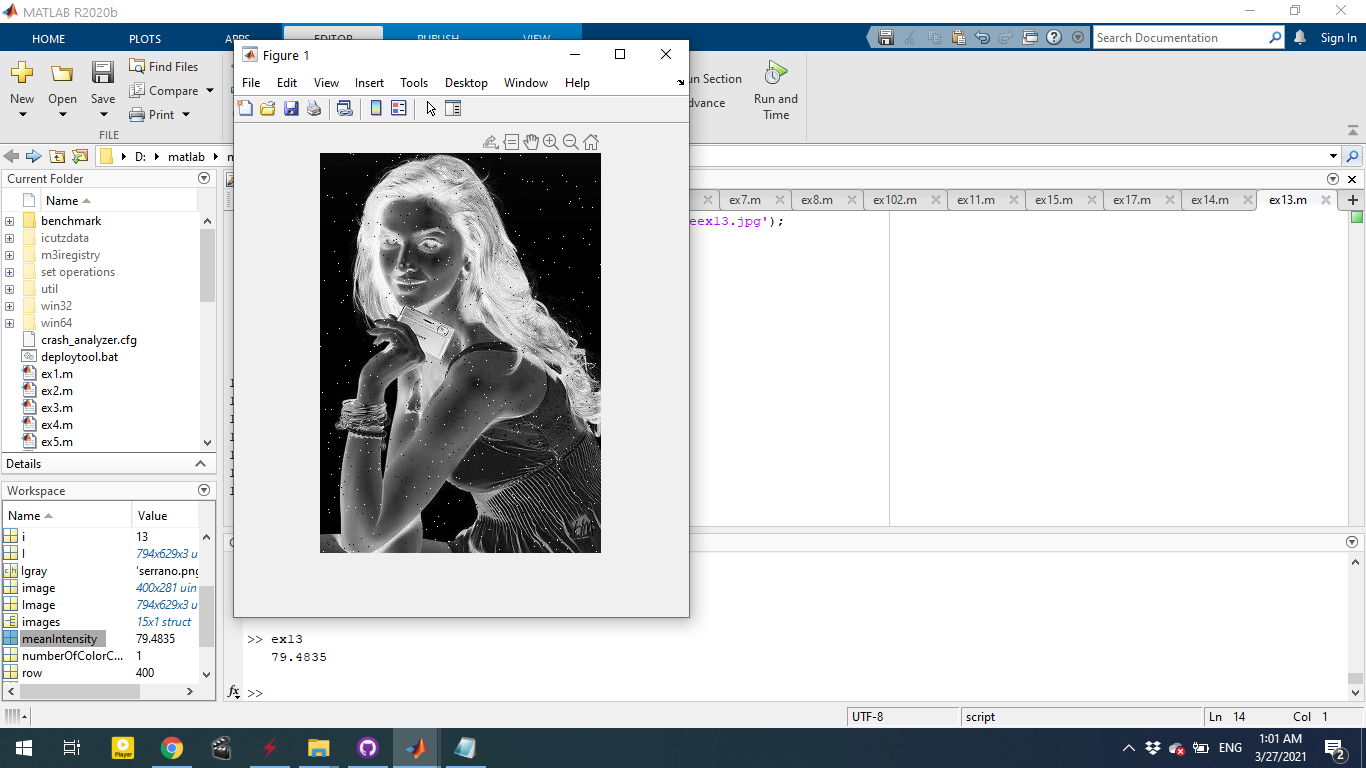 MATLAB R2020b
HOME PLOTS APPS EDITOR PUBLISH VIEW
Search Documentation
Sign In
New
Open
Save
Find Files
Compare
Print
FILE
Run and
Time
D: matlab
Current Folder
Name
benchmark
icutzdata
m3iregistry
set operations
util
win32
win64
crash_analyzer.cfg
deploytool.bat
ex1.m
ex2.m
ex3.m
ex4.m
ex5.m
Details
Workspace
Name Value
i 13
I 794x629x3 u
Igray 'serrano.png
image 400x281 uin
Image 794x629x3 u
images 15x1 struct
meanIntensity 79.4835
numberOfColorC... 1
row 400
Figure 1
File Edit View Insert Tools Desktop Window Help
un Section
dvance
ex7.m ex8.m ex102.m ex11.m ex15.m ex17.m ex14.m ex13.m
eex13.jpg');
>> ex13
79.4835
fx >>
UTF-8
script
Ln 14 Col 1
Player
ENG
1:01 AM
3/27/2021
2